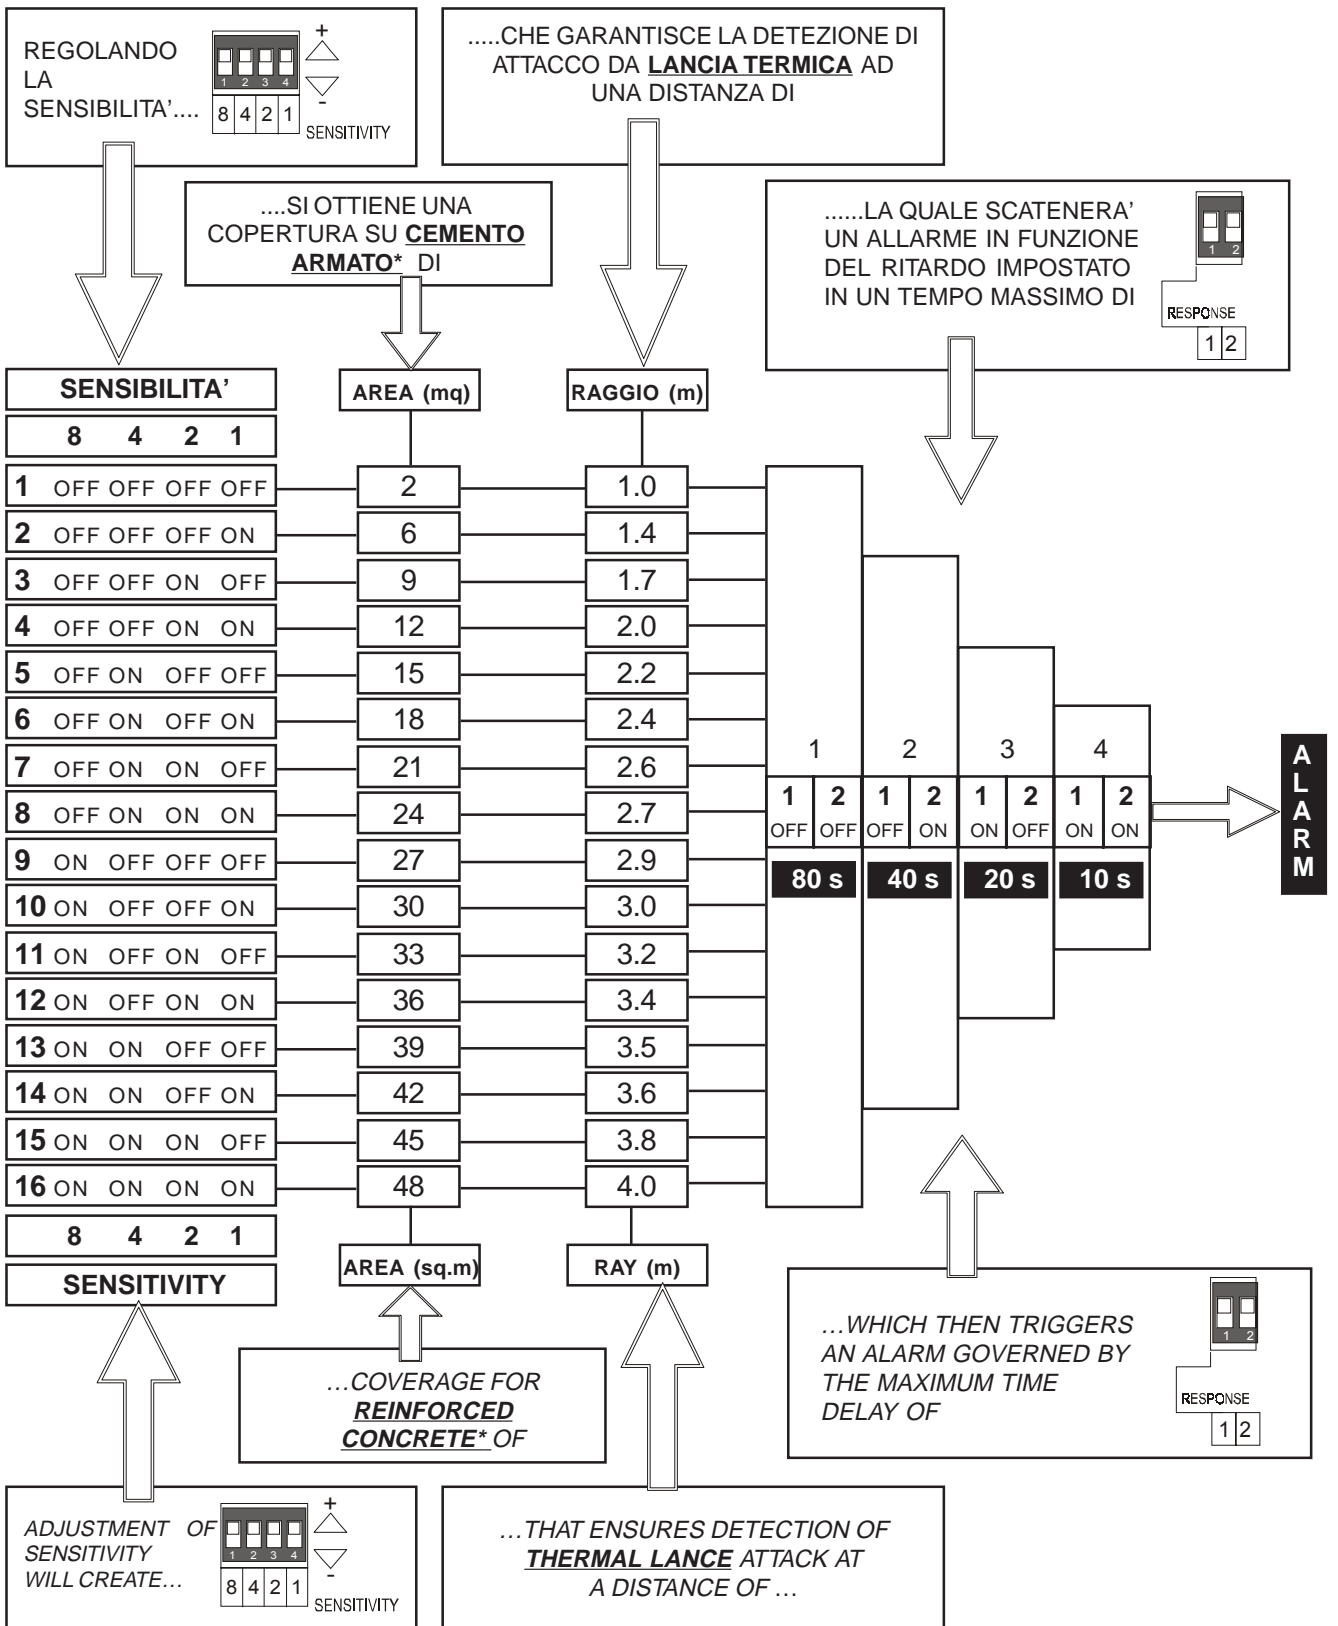 REGOLANDO
LA
SENSIBILITA’....
1 2 3 4
8 4 2 1
+
-
SENSITIVITY
.....CHE GARANTISCE LA DETEZIONE DI
ATTACCO DA LANCIA TERMICA AD
UNA DISTANZA DI
....SI OTTIENE UNA
COPERTURA SU CEMENTO
ARMATO* DI
......LA QUALE SCATENERA’
UN ALLARME IN FUNZIONE
DEL RITARDO IMPOSTATO
IN UN TEMPO MASSIMO DI
1 2
RESPONSE
1 2
SENSIBILITA’ AREA (mq) RAGGIO (m)
8 4 2 1
1 OFF OFF OFF OFF 2 1.0
2 OFF OFF OFF ON 6 1.4
3 OFF OFF ON OFF 9 1.7
4 OFF OFF ON ON 12 2.0
5 OFF ON OFF OFF 15 2.2
6 OFF ON OFF ON 18 2.4
7 OFF ON ON OFF 21 2.6
8 OFF ON ON ON 24 2.7
9 ON OFF OFF OFF 27 2.9
10 ON OFF OFF ON 30 3.0
11 ON OFF ON OFF 33 3.2
12 ON OFF ON ON 36 3.4
13 ON ON OFF OFF 39 3.5
14 ON ON OFF ON 42 3.6
15 ON ON ON OFF 45 3.8
16 ON ON ON ON 48 4.0
8 4 2 1
SENSITIVITY AREA (sq.m) RAY (m)
1 2 3 4
1 2 1 2 1 2 1 2
OFF OFF OFF ON ON OFF ON ON
80 s 40 s 20 s 10 s
ALARM
…COVERAGE FOR
REINFORCED
CONCRETE* OF
…WHICH THEN TRIGGERS
AN ALARM GOVERNED BY
THE MAXIMUM TIME
DELAY OF
1 2
RESPONSE
1 2
ADJUSTMENT OF
SENSITIVITY
WILL CREATE…
1 2 3 4
8 4 2 1
+
-
SENSITIVITY
…THAT ENSURES DETECTION OF
THERMAL LANCE ATTACK AT
A DISTANCE OF …